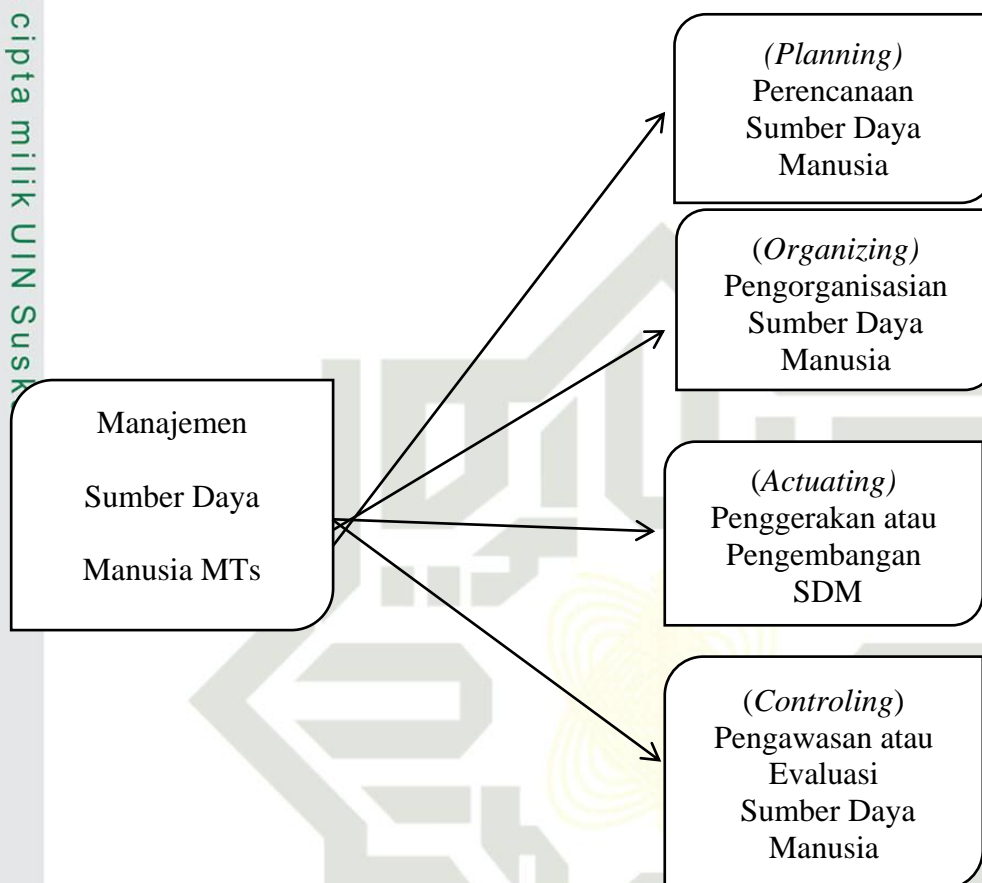 cipta milik UIN Susk
Manajemen
Sumber Daya
Manusia MTs
(Planning)
Perencanaan
Sumber Daya
Manusia
(Organizing)
Pengorganisasian
Sumber Daya
Manusia
(Actuating)
Penggerakan atau
Pengembangan
SDM
(Controling)
Pengawasan atau
Evaluasi
Sumber Daya
Manusia